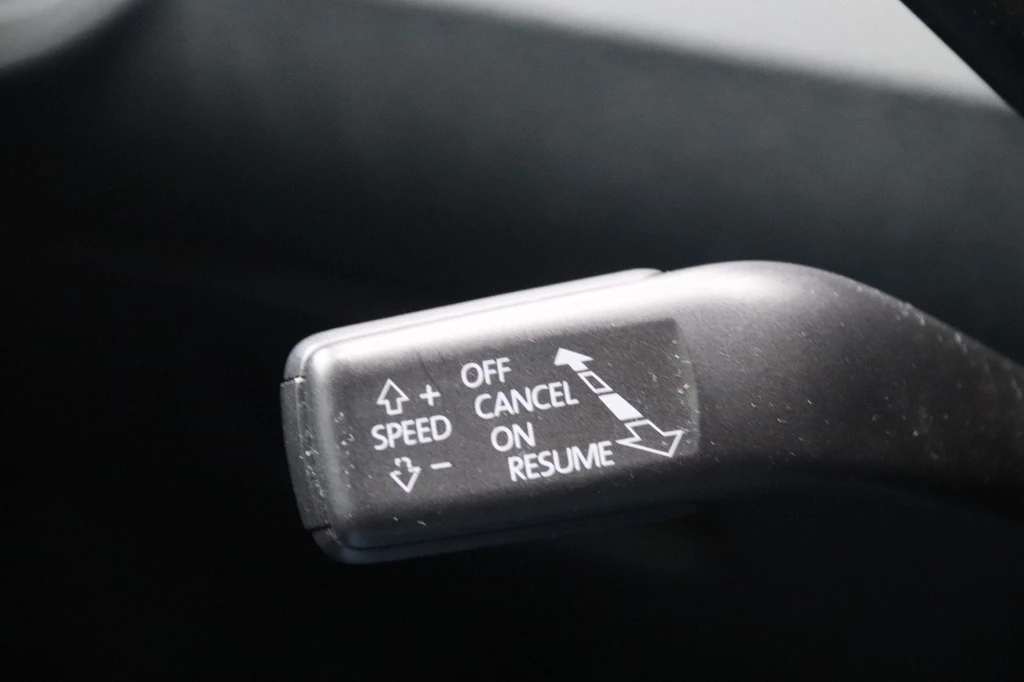 +
SPEED
−
OFF
CANCEL
ON
RESUME